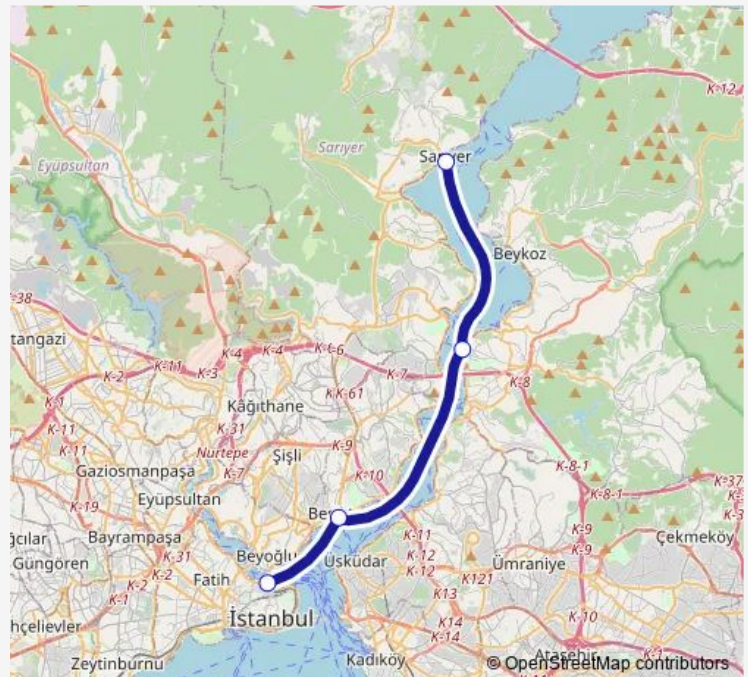 K-12
Sarıyer
Eyüpsultan
Beykoz
-38
tangazi
K-11
K-4
K-4
K-6
K-7
K-8
K-2
K-3
K-1
K-61
Kâğıthane
K-11
K-31
K-9
Nurtepe
Şişli
K-11
K-7
K-10
K-8-1
Gaziosmanpaşa
K-8-1
K-37
K-19
Eyüpsultan
K-3
ğcılar
Bayrampaşa
K-11
K-9
Çekmeköy
Güngören
K-31
Beyoğlu
K-12
K-9
K-2
Fatih
Üsküdar
K-12
Ümraniye
K-1
K121
K13
hçelievler
İstanbul
K14
K-10
K-14
K-1
Zeytinburnu
Kadıköy
Ataşehir
© OpenStreetMap contributors
K-11